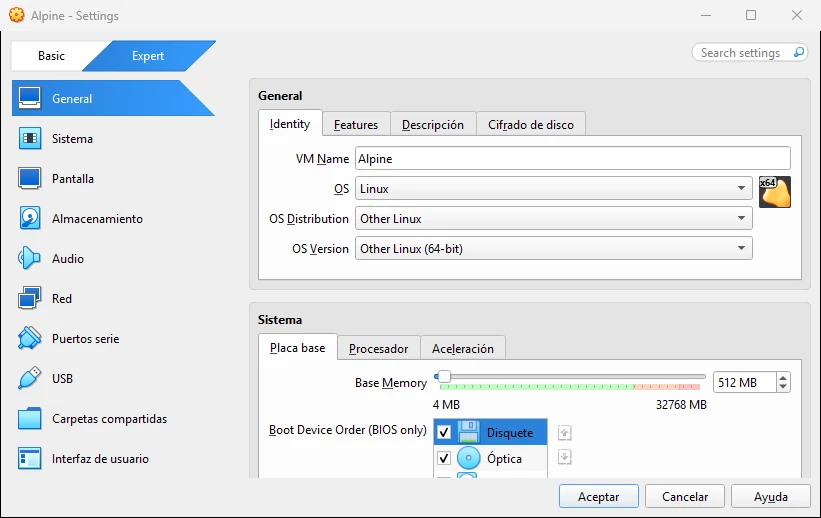 Alpine - Settings
Basic
Expert
Search settings
General
Sistema
Pantalla
Almacenamiento
Audio
Red
Puertos serie
USB
Carpetas compartidas
Interfaz de usuario
General
Identity
Features
Descripción
Cifrado de disco
VM Name
Alpine
OS
Linux
x64
OS Distribution
Other Linux
OS Version
Other Linux (64-bit)
Sistema
Placa base
Procesador
Aceleración
Base Memory
512 MB
4 MB
32768 MB
Boot Device Order (BIOS only)
Disquete
Óptica
Aceptar
Cancelar
Ayuda